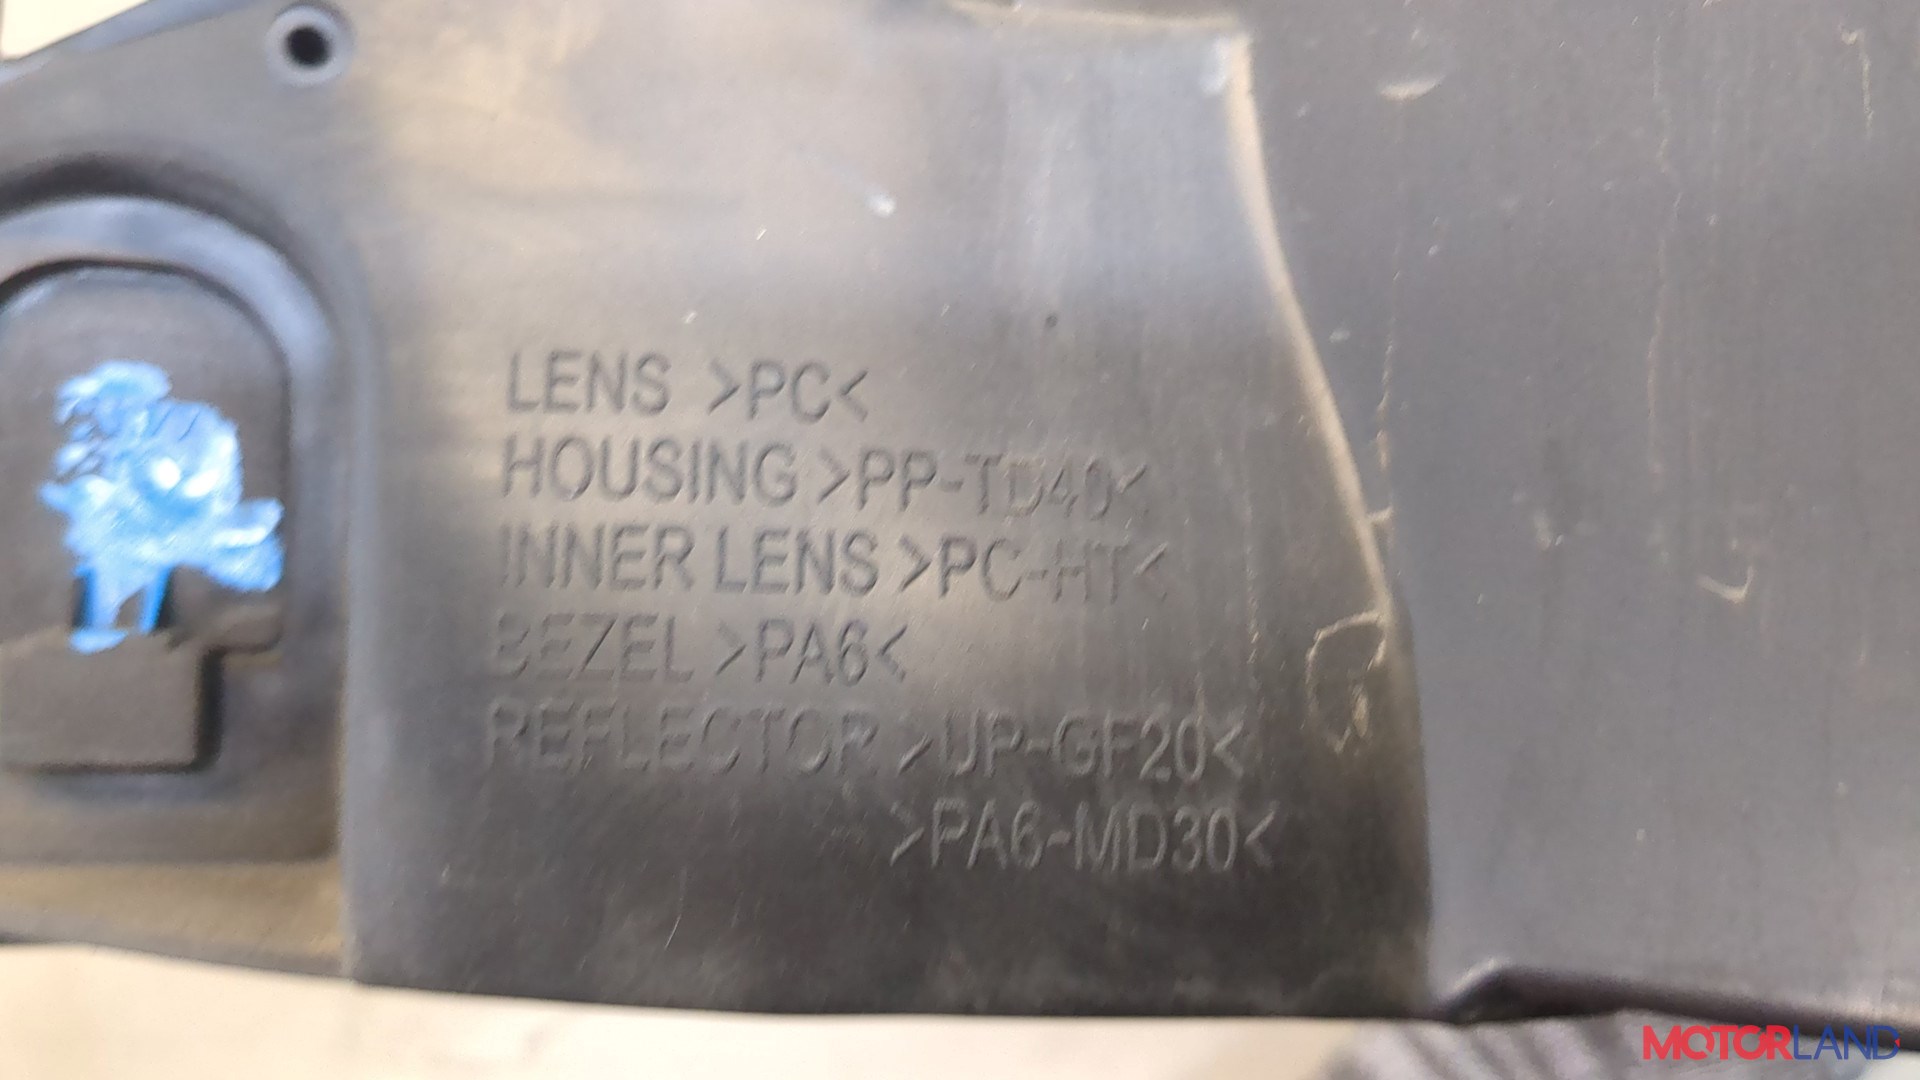 LENS >PC<
HOUSING >PP-TD40<
INNER LENS >PC-HT<
BEZEL >PA6<
REFLECTOR >UP-GF20<
>PA6-MD30<
MOTORLAND